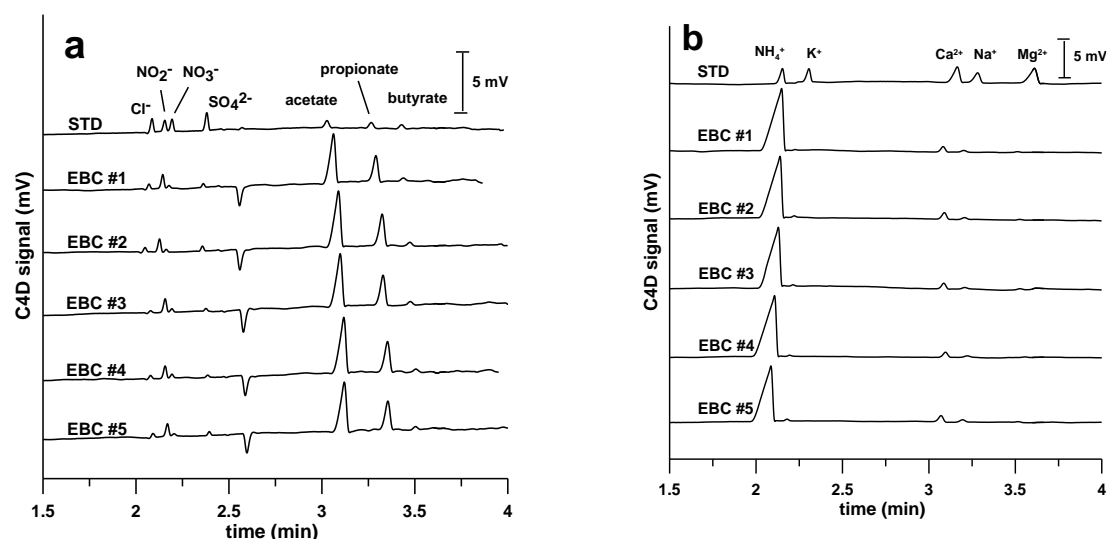 a
NO₂⁻ NO₃⁻
propionate
5 mV
Cl⁻ SO₄²⁻ acetate butyrate
STD
EBC #1
EBC #2
EBC #3
EBC #4
EBC #5
C4D signal (mV)
1.5 2 2.5 3 3.5 4
time (min)
b
NH₄⁺ K⁺ Ca²⁺ Na⁺ Mg²⁺
5 mV
STD
EBC #1
EBC #2
EBC #3
EBC #4
EBC #5
C4D signal (mV)
1.5 2 2.5 3 3.5 4
time (min)